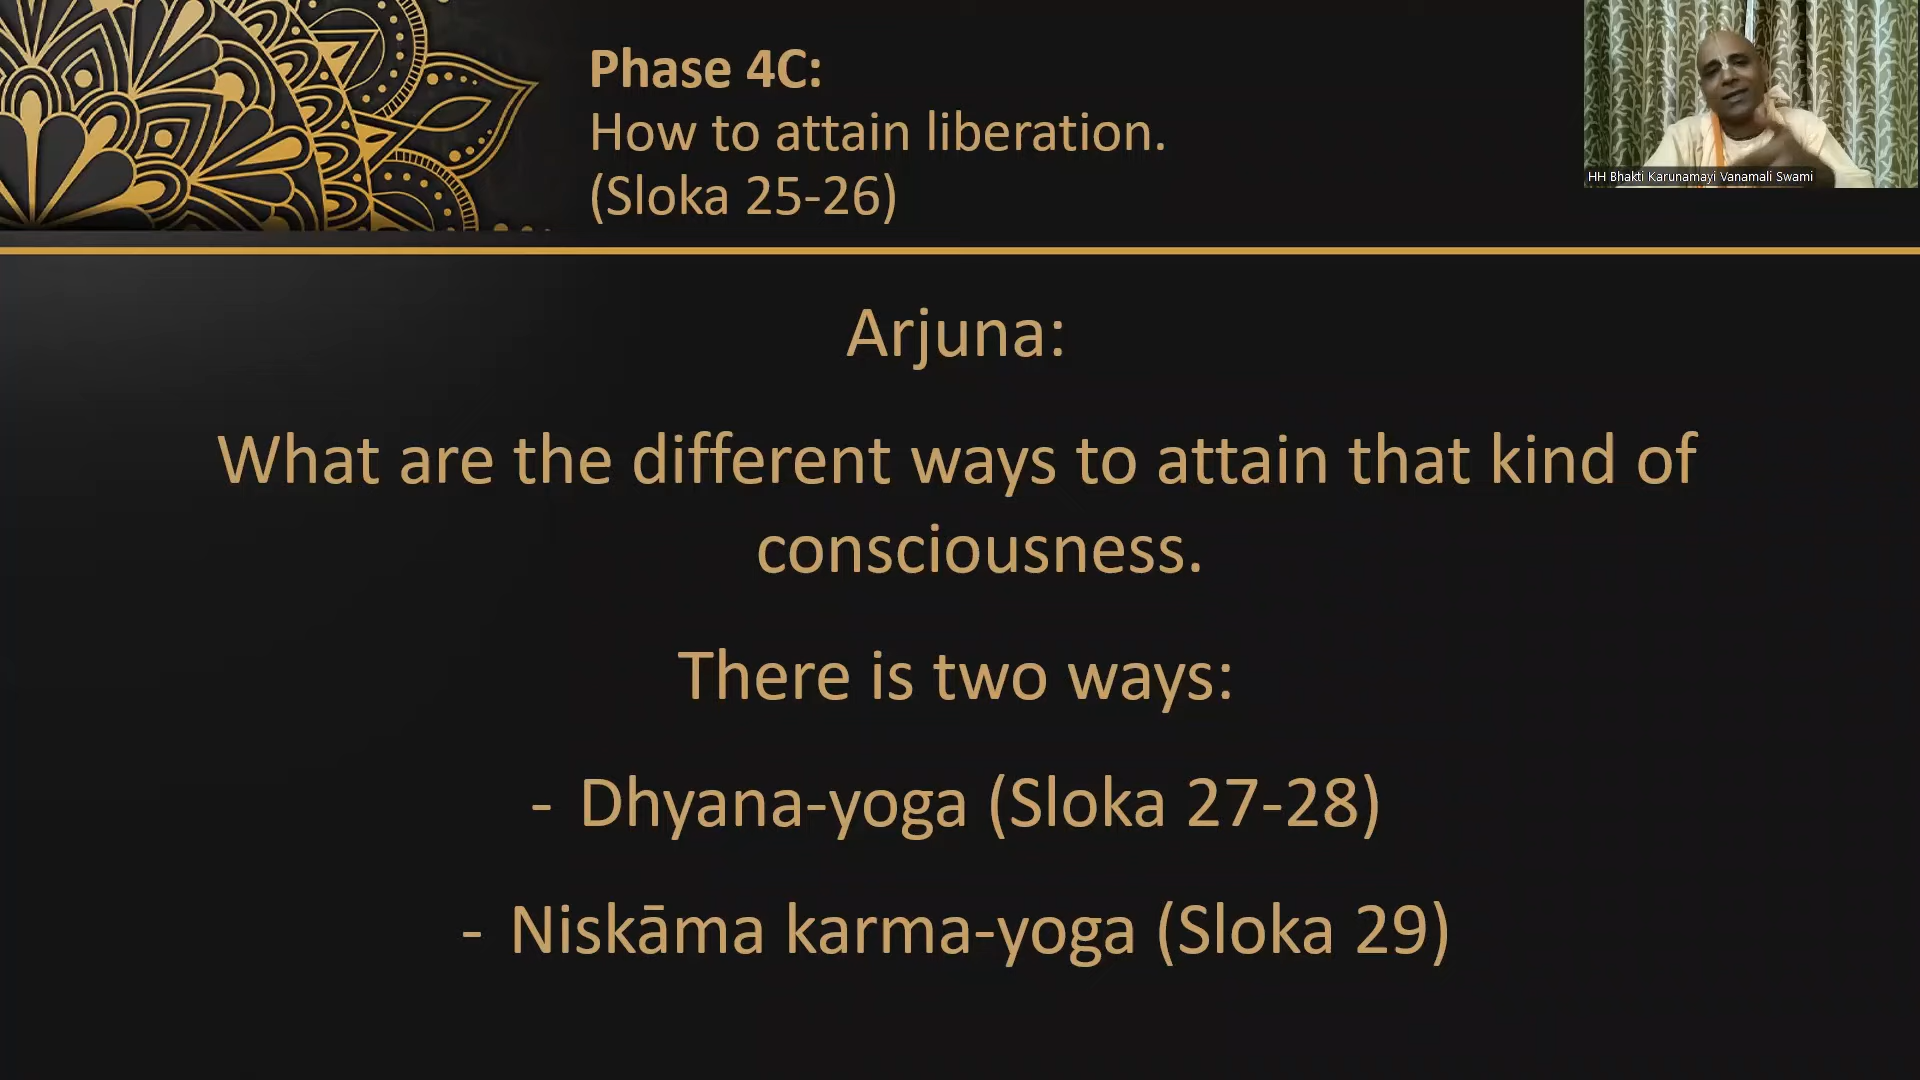 Phase 4C:
How to attain liberation.
(Sloka 25-26)
HH Bhakti Karunamayi Vanamali Swami
Arjuna:
What are the different ways to attain that kind of
consciousness.
There is two ways:
- Dhyana-yoga (Sloka 27-28)
- Niskāma karma-yoga (Sloka 29)